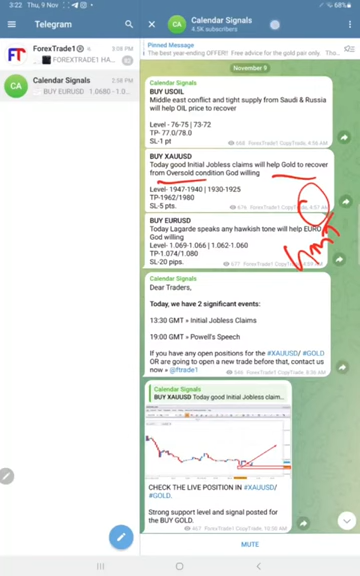 3:22 Thu, 9 Nov
Telegram
ForexTrade1 3:08 PM
FOREXTRADE1 HA...
Calendar Signals 2:58 PM
BUY EURUSD 1.0680 - 1.0...
CA
Calendar Signals
4.5K subscribers
Pinned Message
The best year-ending OFFER! Free advice for the gold pair only. Tho...
November 9
Calendar Signals
BUY USOIL
Middle east conflict and tight supply from Saudi & Russia
will help OIL price to recover
Level - 76-75 | 73-72
TP- 77.0/78.0
SL-1 pt
ForexTrade1 CopyTrade, 4:56 AM
BUY XAUUSD
Today good Initial Jobless claims will help Gold to recover
from Oversold condition God willing
Level- 1947-1940 | 1930-1925
TP-1962/1980
SL-5 pts.
4:57 AM
BUY EURUSD
Today Lagarde speaks any hawkish tone will help EURO
God willing
Level - 1.069-1.066 | 1.062-1.060
TP-1.074/1.080
SL-20 pips.
Calendar Signals
Dear Traders,
Today, we have 2 significant events:
13:30 GMT » Initial Jobless Claims
19:00 GMT » Powell's Speech
If you have any open positions for the #XAUUSD/ #GOLD
OR are going to open a new trade before that, contact us
now » @ftrade1
ForexTrade1 CopyTrade, 8:36 AM
CA
Calendar Signals
BUY XAUUSD Today good Initial Jobless claim...
CHECK THE LIVE POSITION IN #XAUUSD/
#GOLD.
Strong support level and signal posted for
the BUY GOLD.
ForexTrade1 CopyTrade, 10:50 AM
MUTE